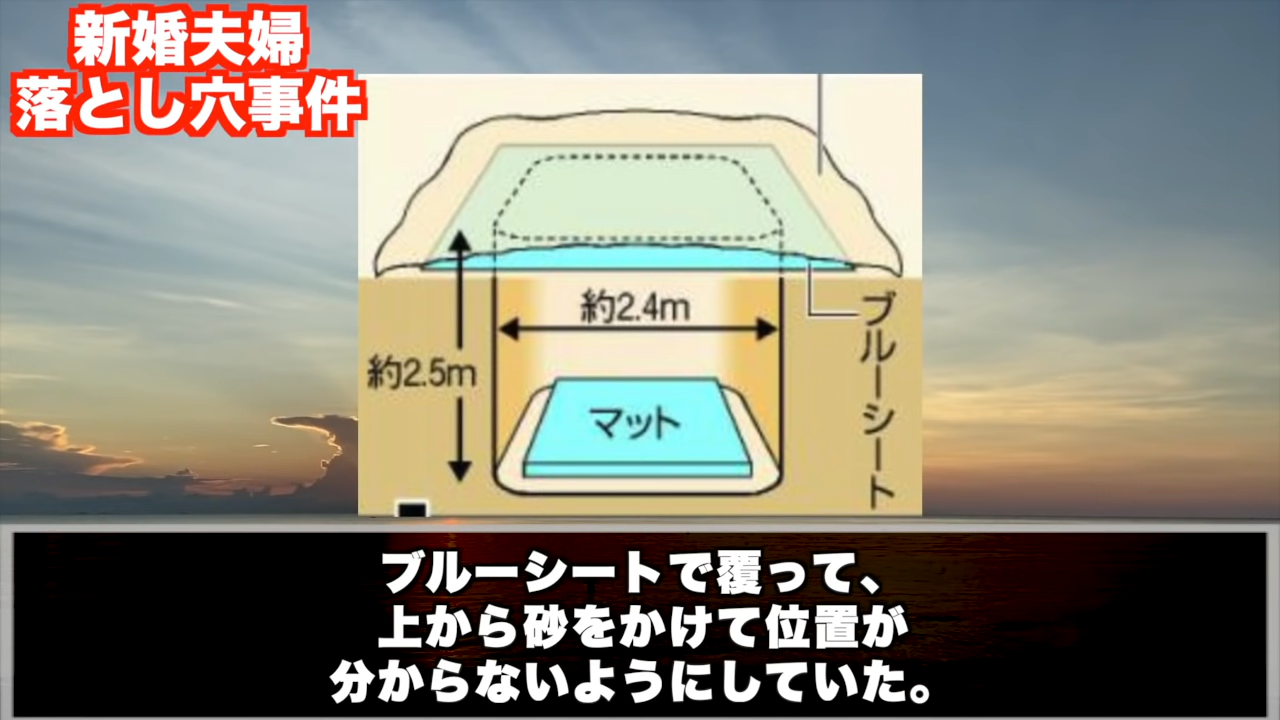 新婚夫婦
落とし穴事件
約2.4m
約2.5m
マット
ブルーシート
ブルーシートで覆って、
上から砂をかけて位置が
分からないようにしていた。